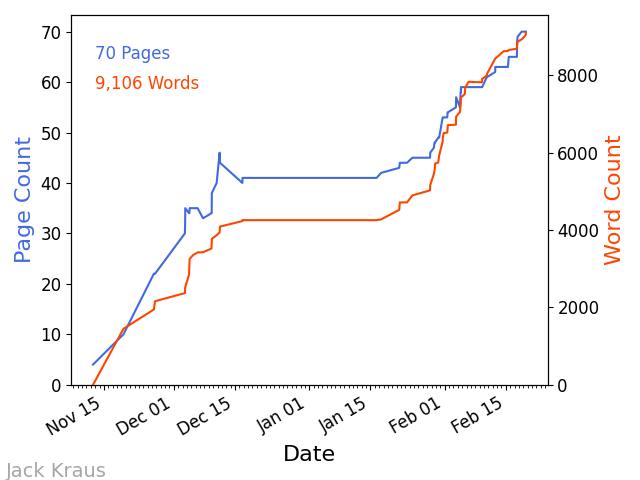 70 Pages
9,106 Words
70
60
50
40
30
20
10
0
Page Count
8000
6000
4000
2000
0
Word Count
Nov 15
Dec 01
Dec 15
Jan 01
Jan 15
Feb 01
Feb 15
Date
Jack Kraus